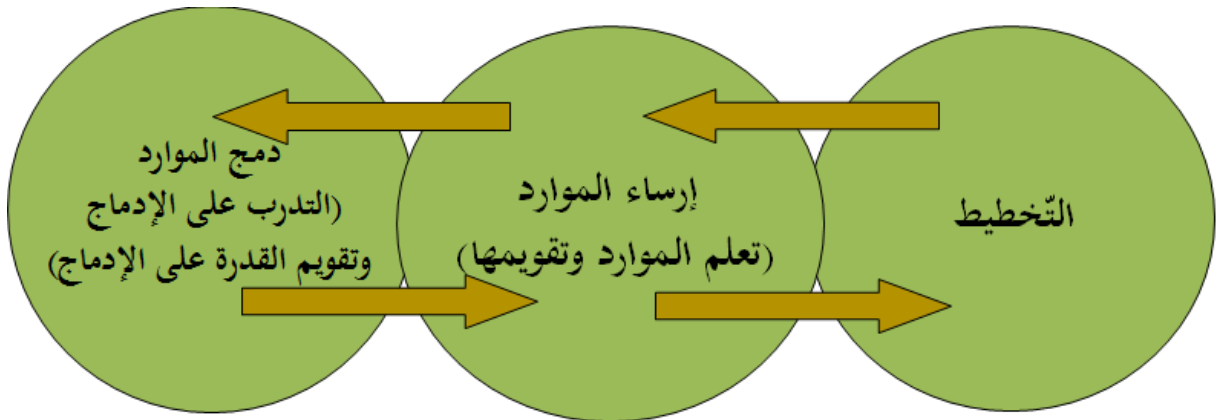 التّخطيط
إرساء الموارد
(تعلم الموارد وتقويمها)
دمج الموارد
(التدرب على الإدماج
وتقويم القدرة على الإدماج)